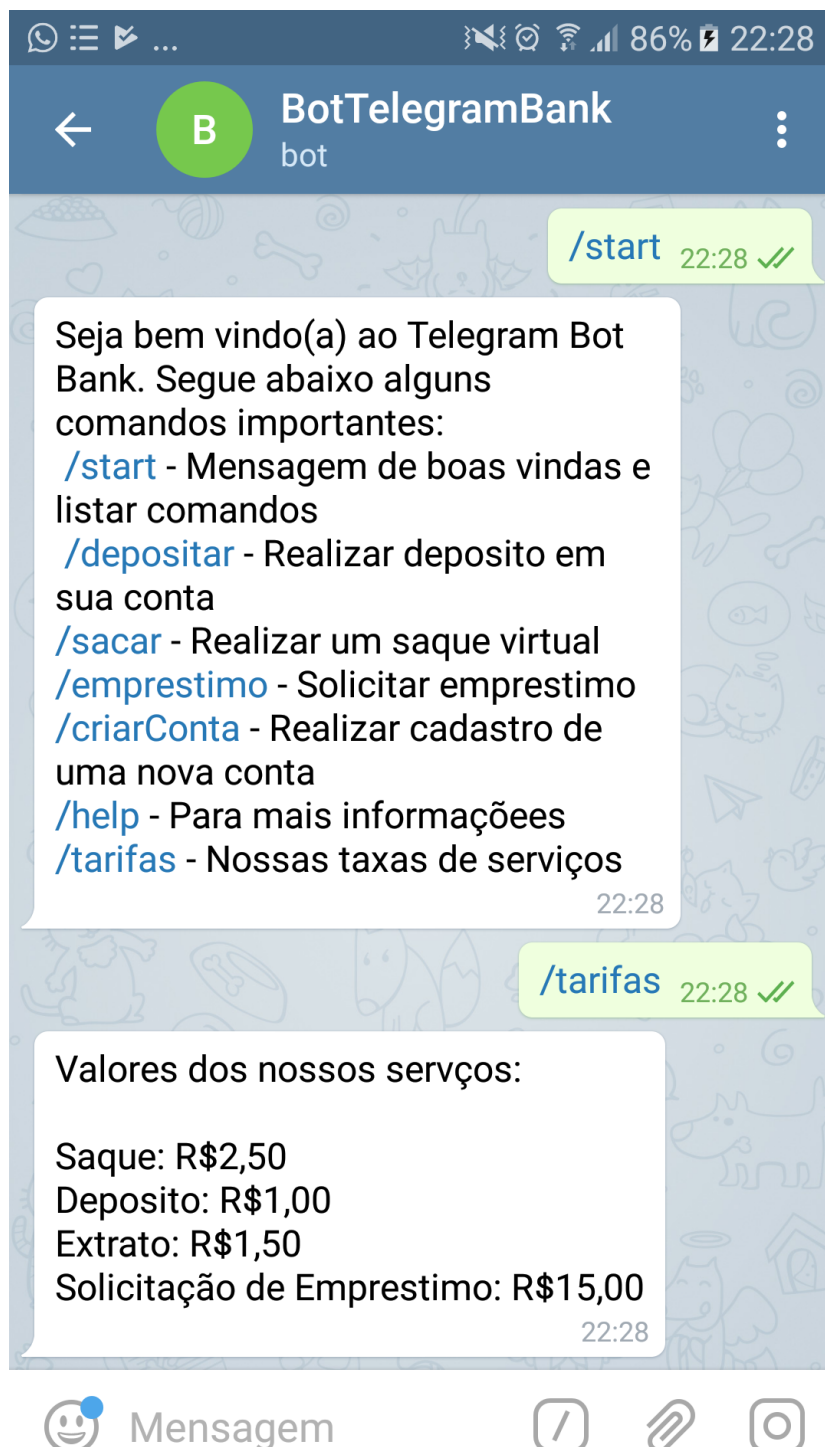 ... 86% 22:28
B BotTelegramBank
bot
/start 22:28
Seja bem vindo(a) ao Telegram Bot
Bank. Segue abaixo alguns
comandos importantes:
/start - Mensagem de boas vindas e
listar comandos
/depositar - Realizar deposito em
sua conta
/sacar - Realizar um saque virtual
/emprestimo - Solicitar emprestimo
/criarConta - Realizar cadastro de
uma nova conta
/help - Para mais informaçõees
/tarifas - Nossas taxas de serviços
22:28
/tarifas 22:28
Valores dos nossos servços:
Saque: R$2,50
Deposito: R$1,00
Extrato: R$1,50
Solicitação de Emprestimo: R$15,00
22:28
Mensagem